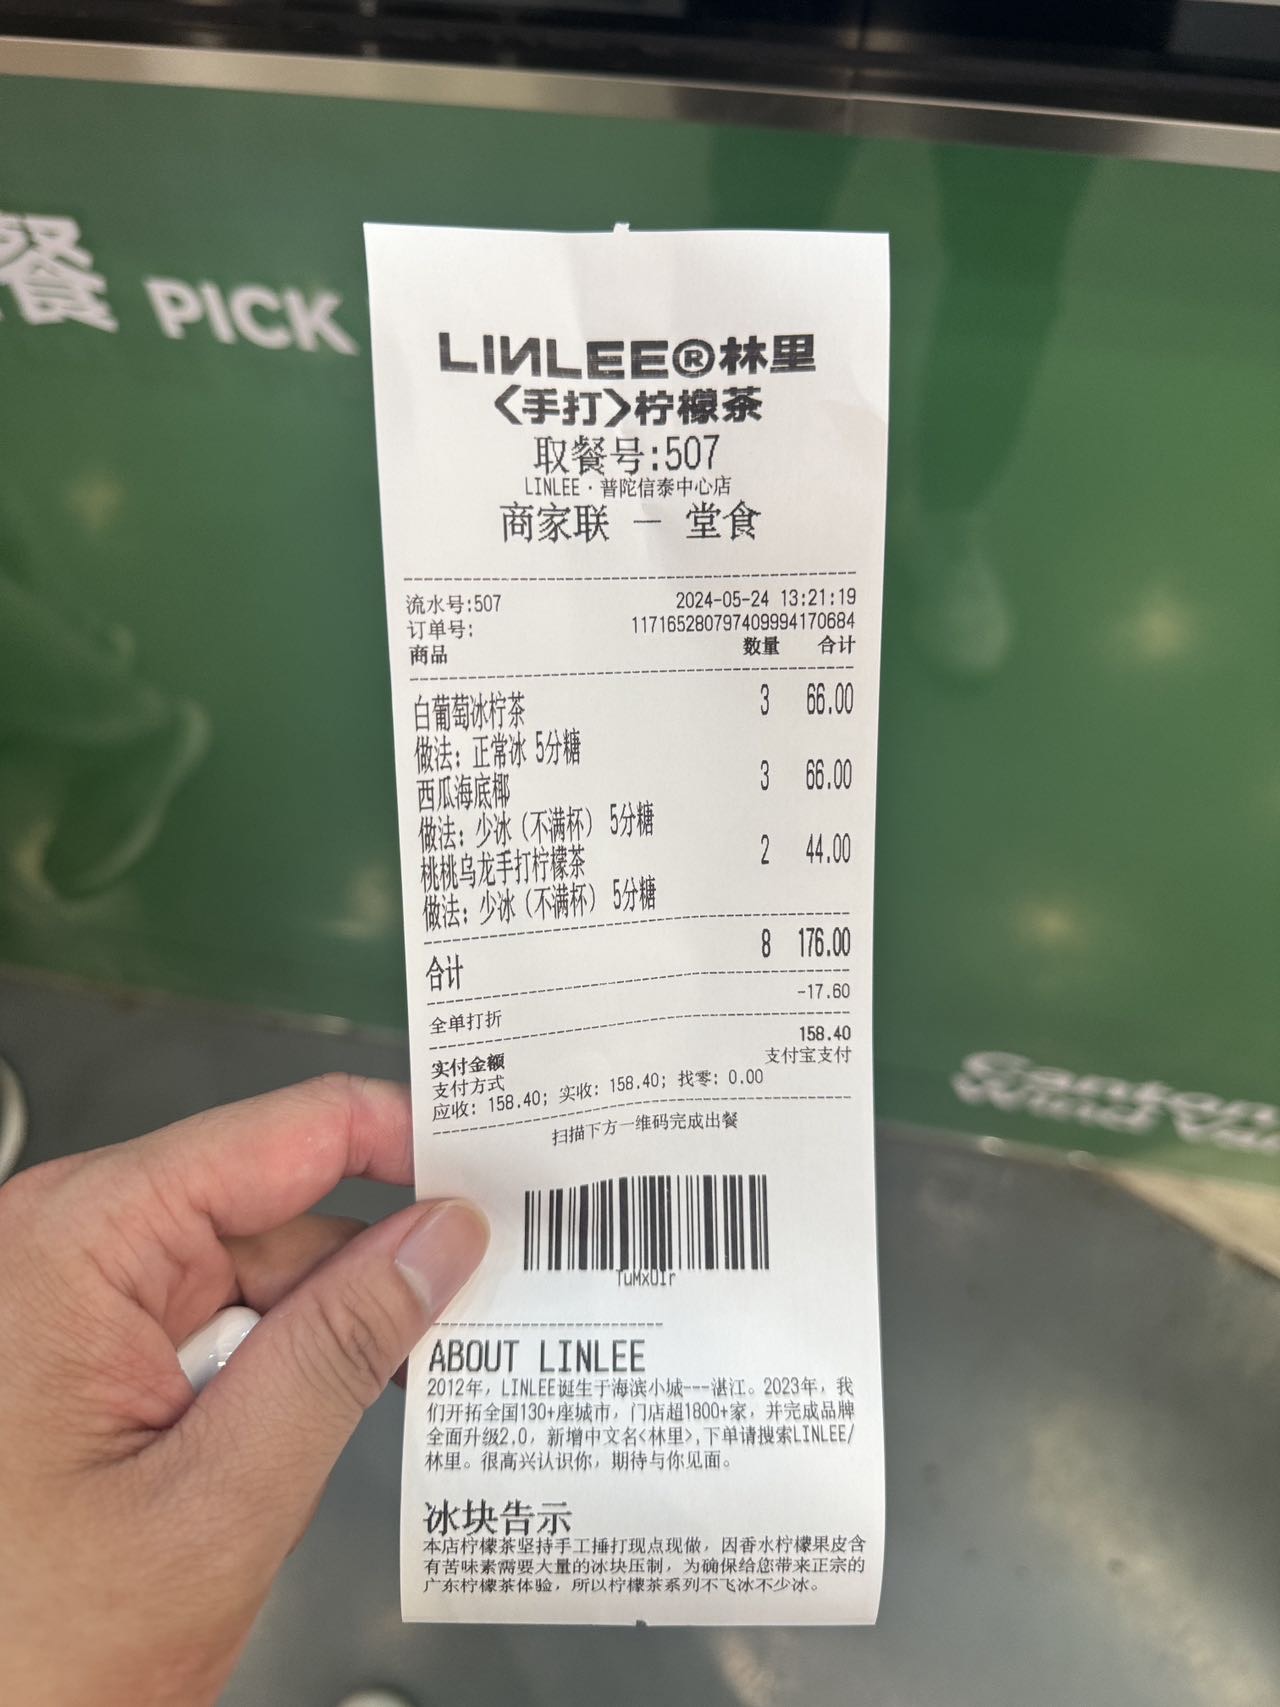 餐 PICK
LINLEE®林里
<手打>柠檬茶
取餐号:507
LINLEE·普陀信泰中心店
商家联 — 堂食
流水号:507 2024-05-24 13:21:19
订单号: 117165280797409994170684
商品 数量 合计
白葡萄冰柠茶 3 66.00
做法: 正常冰 5分糖
西瓜海底椰 3 66.00
做法: 少冰（不满杯） 5分糖
桃桃乌龙手打柠檬茶 2 44.00
做法: 少冰（不满杯） 5分糖
合计 8 176.00
全单打折 -17.60
实付金额 158.40
支付方式 支付宝支付
应收: 158.40; 实收: 158.40; 找零: 0.00
扫描下方一维码完成出餐
TuMxUIr
ABOUT LINLEE
2012年，LINLEE诞生于海滨小城---湛江。2023年，我
们开拓全国130+座城市，门店超1800+家，并完成品牌
全面升级2.0，新增中文名<林里>,下单请搜索LINLEE/
林里。很高兴认识你，期待与你见面。
冰块告示
本店柠檬茶坚持手工捶打现点现做，因香水柠檬果皮含
有苦味素需要大量的冰块压制，为确保给您带来正宗的
广东柠檬茶体验，所以柠檬茶系列不飞冰不少冰。
Canton